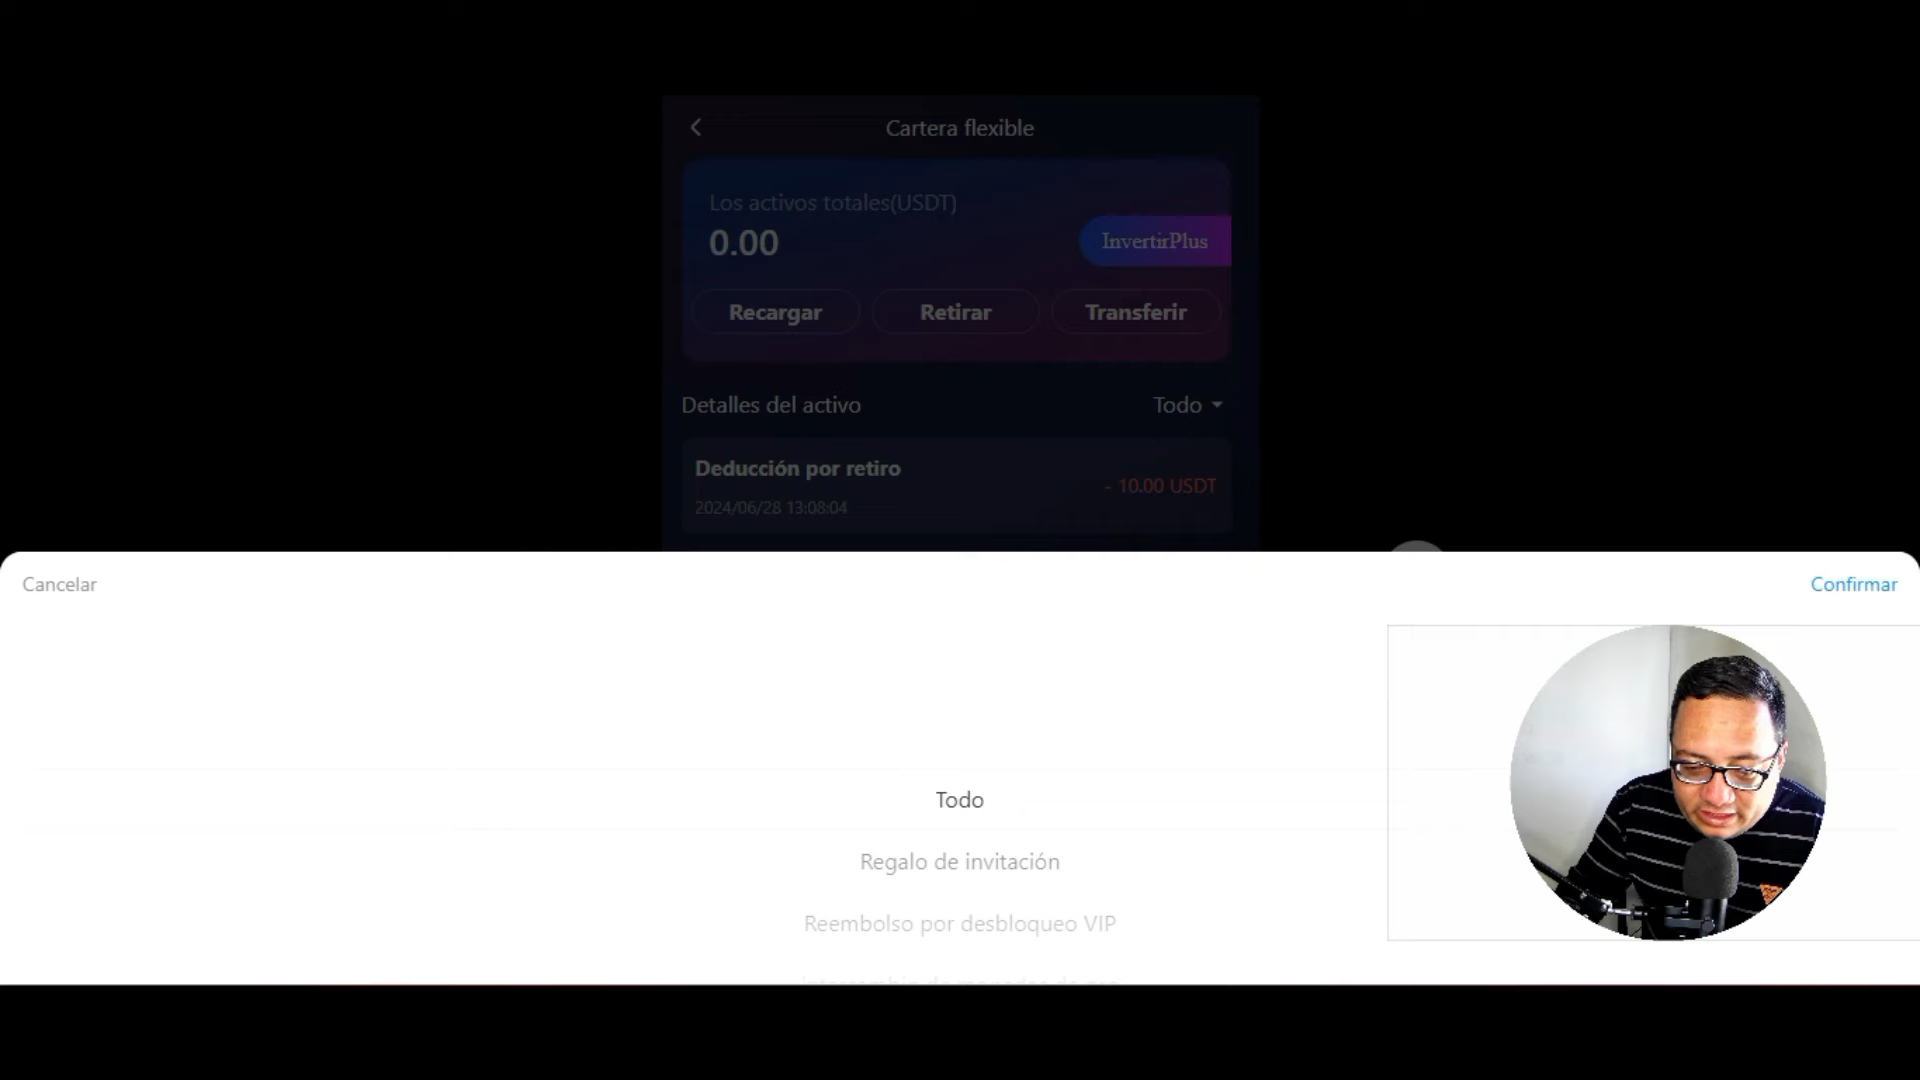 Cartera flexible
Los activos totales(USDT)
0.00
InvertirPlus
Recargar
Retirar
Transferir
Detalles del activo
Todo
Deducción por retiro
- 10.00 USDT
2024/06/28 13:08:04
Cancelar
Confirmar
Todo
Regalo de invitación
Reembolso por desbloqueo VIP